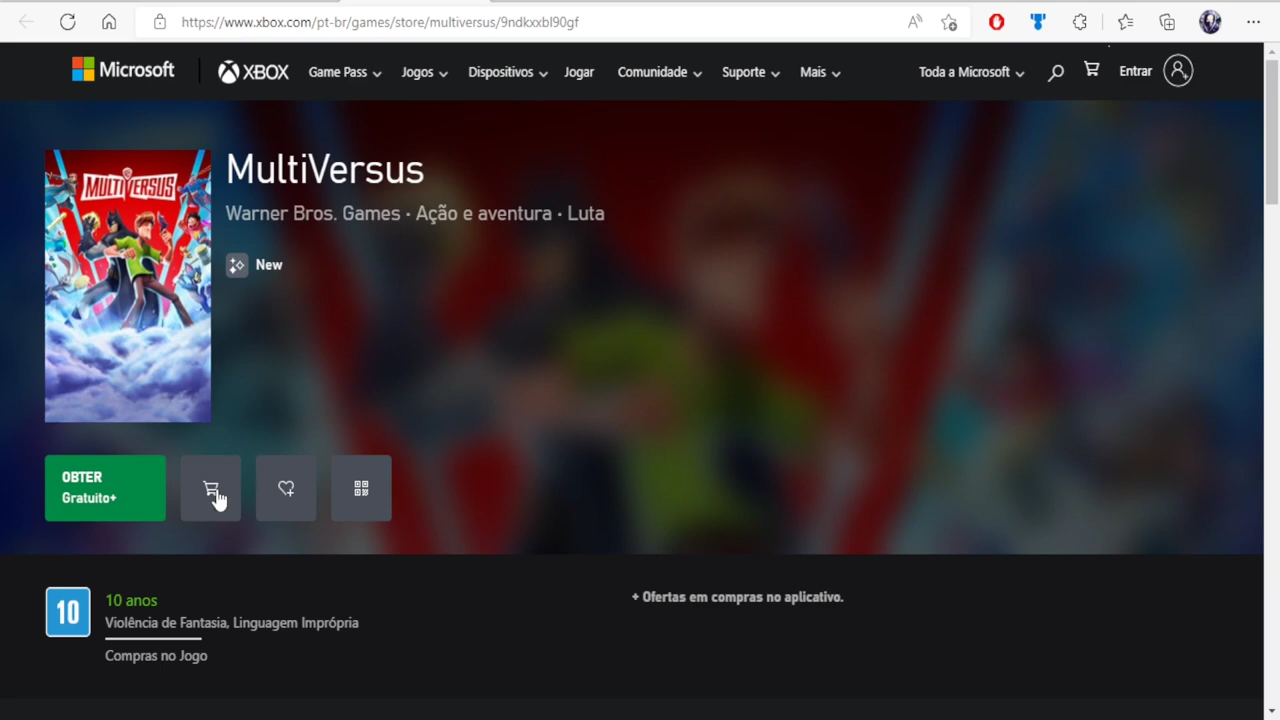 https://www.xbox.com/pt-br/games/store/multiversus/9ndkxxbl90gf
Microsoft XBOX Game Pass Jogos Dispositivos Jogar Comunidade Suporte Mais Toda a Microsoft Entrar
MULTIVERSUS
MultiVersus
Warner Bros. Games · Ação e aventura · Luta
New
OBTER
Gratuito+
10
10 anos
Violência de Fantasia, Linguagem Imprópria
Compras no Jogo
+ Ofertas em compras no aplicativo.